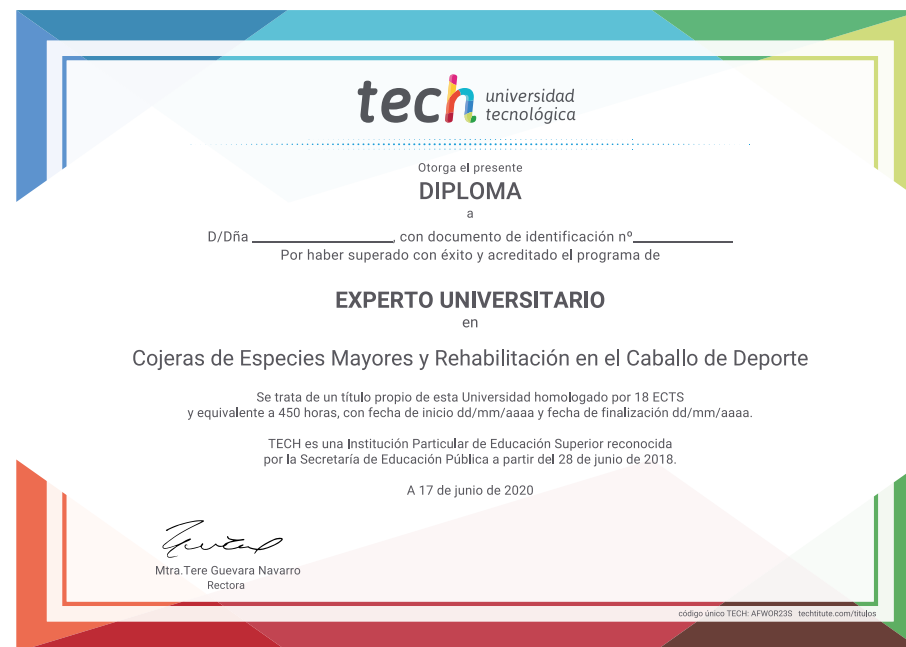 tech universidad
tecnológica
Otorga el presente
DIPLOMA
a
D/Dña ____________________, con documento de identificación nº______________
Por haber superado con éxito y acreditado el programa de
EXPERTO UNIVERSITARIO
en
Cojeras de Especies Mayores y Rehabilitación en el Caballo de Deporte
Se trata de un título propio de esta Universidad homologado por 18 ECTS
y equivalente a 450 horas, con fecha de inicio dd/mm/aaaa y fecha de finalización dd/mm/aaaa.
TECH es una Institución Particular de Educación Superior reconocida
por la Secretaría de Educación Pública a partir del 28 de junio de 2018.
A 17 de junio de 2020
Mtra.Tere Guevara Navarro
Rectora
código único TECH: AFWOR23S techtitute.com/titulos